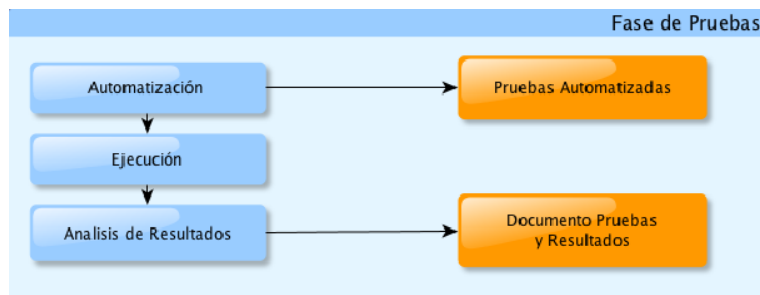 Fase de Pruebas
Automatización
Pruebas Automatizadas
Ejecución
Analisis de Resultados
Documento Pruebas
y Resultados